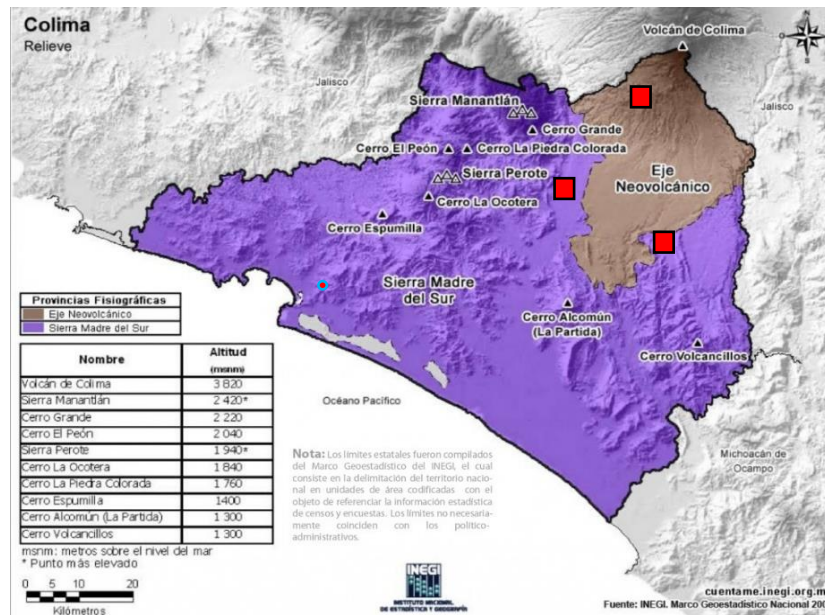 Colima
Relieve
Volcán de Colima
N
S
Jalisco
Jalisco
Sierra Manantlán
Cerro Grande
Cerro El Peón
Cerro La Piedra Colorada
Sierra Perote
Eje
Neovolcánico
Cerro La Ocotera
Cerro Espumilla
Sierra Madre
del Sur
Cerro Alcomún
(La Partida)
Cerro Volcancillos
Provincias Fisiográficas
Eje Neovolcánico
Sierra Madre del Sur
Nombre Altitud
(msnm)
Volcán de Colima 3 820
Sierra Manantlán 2 420*
Cerro Grande 2 220
Cerro El Peón 2 040
Sierra Perote 1 940*
Cerro La Ocotera 1 840
Cerro La Piedra Colorada 1 760
Cerro Espumilla 1400
Cerro Alcomún (La Partida) 1 300
Cerro Volcancillos 1 300
msnm: metros sobre el nivel del mar
* Punto más elevado
0 5 10 20
Kilómetros
Océano Pacífico
Michoacán de
Ocampo
Nota: Los límites estatales fueron compilados
del Marco Geoestadístico del INEGI, el cual
consiste en la delimitación del territorio nacio-
nal en unidades de área codificadas con el
objeto de referenciar la información estadística
de censos y encuestas. Los límites no necesaria-
mente coinciden con los político-
administrativos.
INEGI
INSTITUTO NACIONAL
DE ESTADÍSTICA Y GEOGRAFÍA
cuentame.inegi.org.m
Fuente: INEGI. Marco Geoestadístico Nacional 200